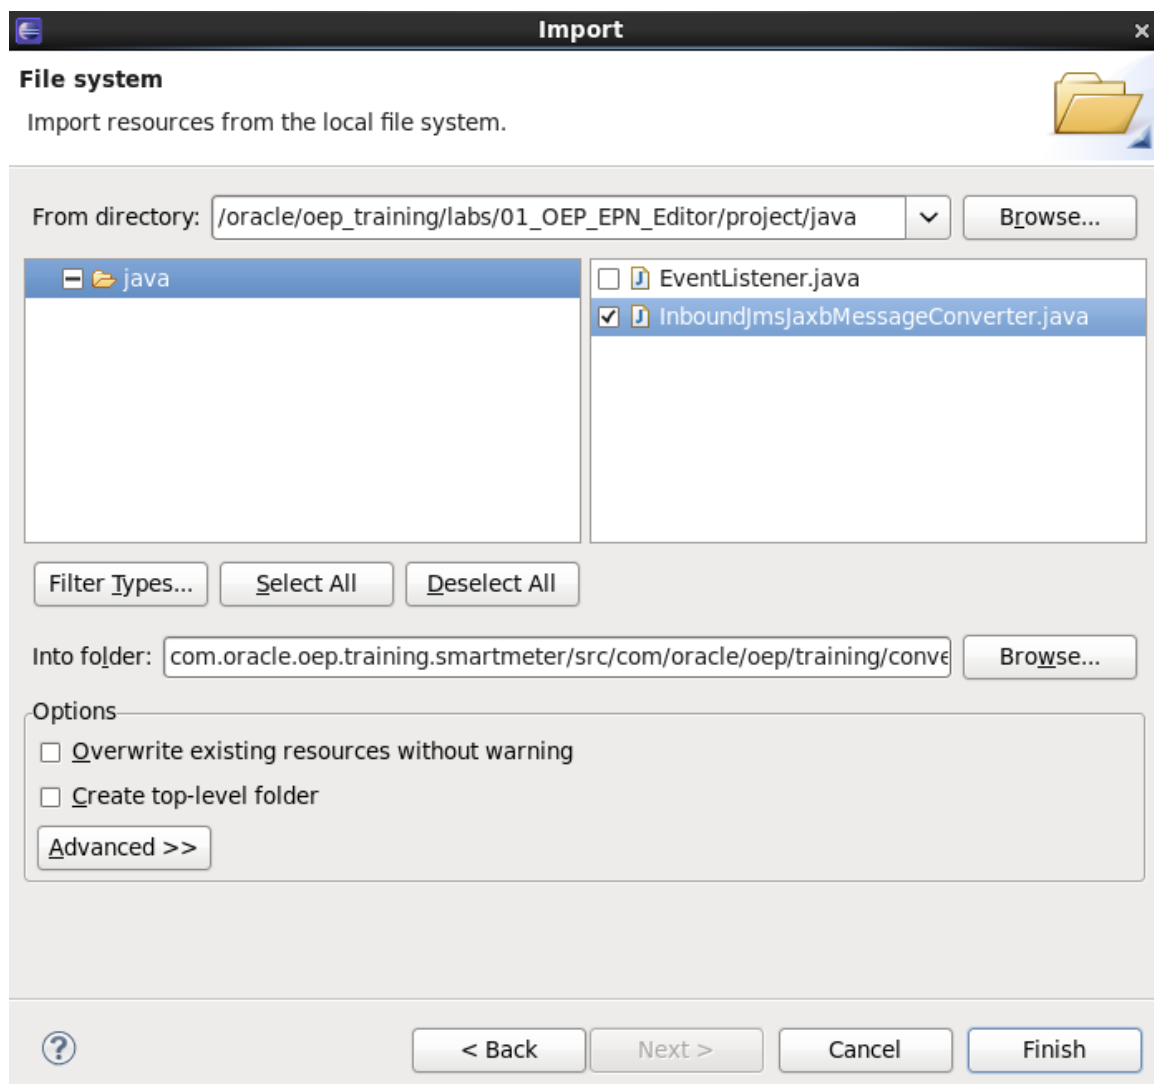 Import
File system
Import resources from the local file system.
From directory: /oracle/oep_training/labs/01_OEP_EPN_Editor/project/java Browse...
java
EventListener.java
InboundJmsJaxbMessageConverter.java
Filter Types... Select All Deselect All
Into folder: com.oracle.oep.training.smartmeter/src/com/oracle/oep/training/conve Browse...
Options
Overwrite existing resources without warning
Create top-level folder
Advanced >>
? < Back Next > Cancel Finish